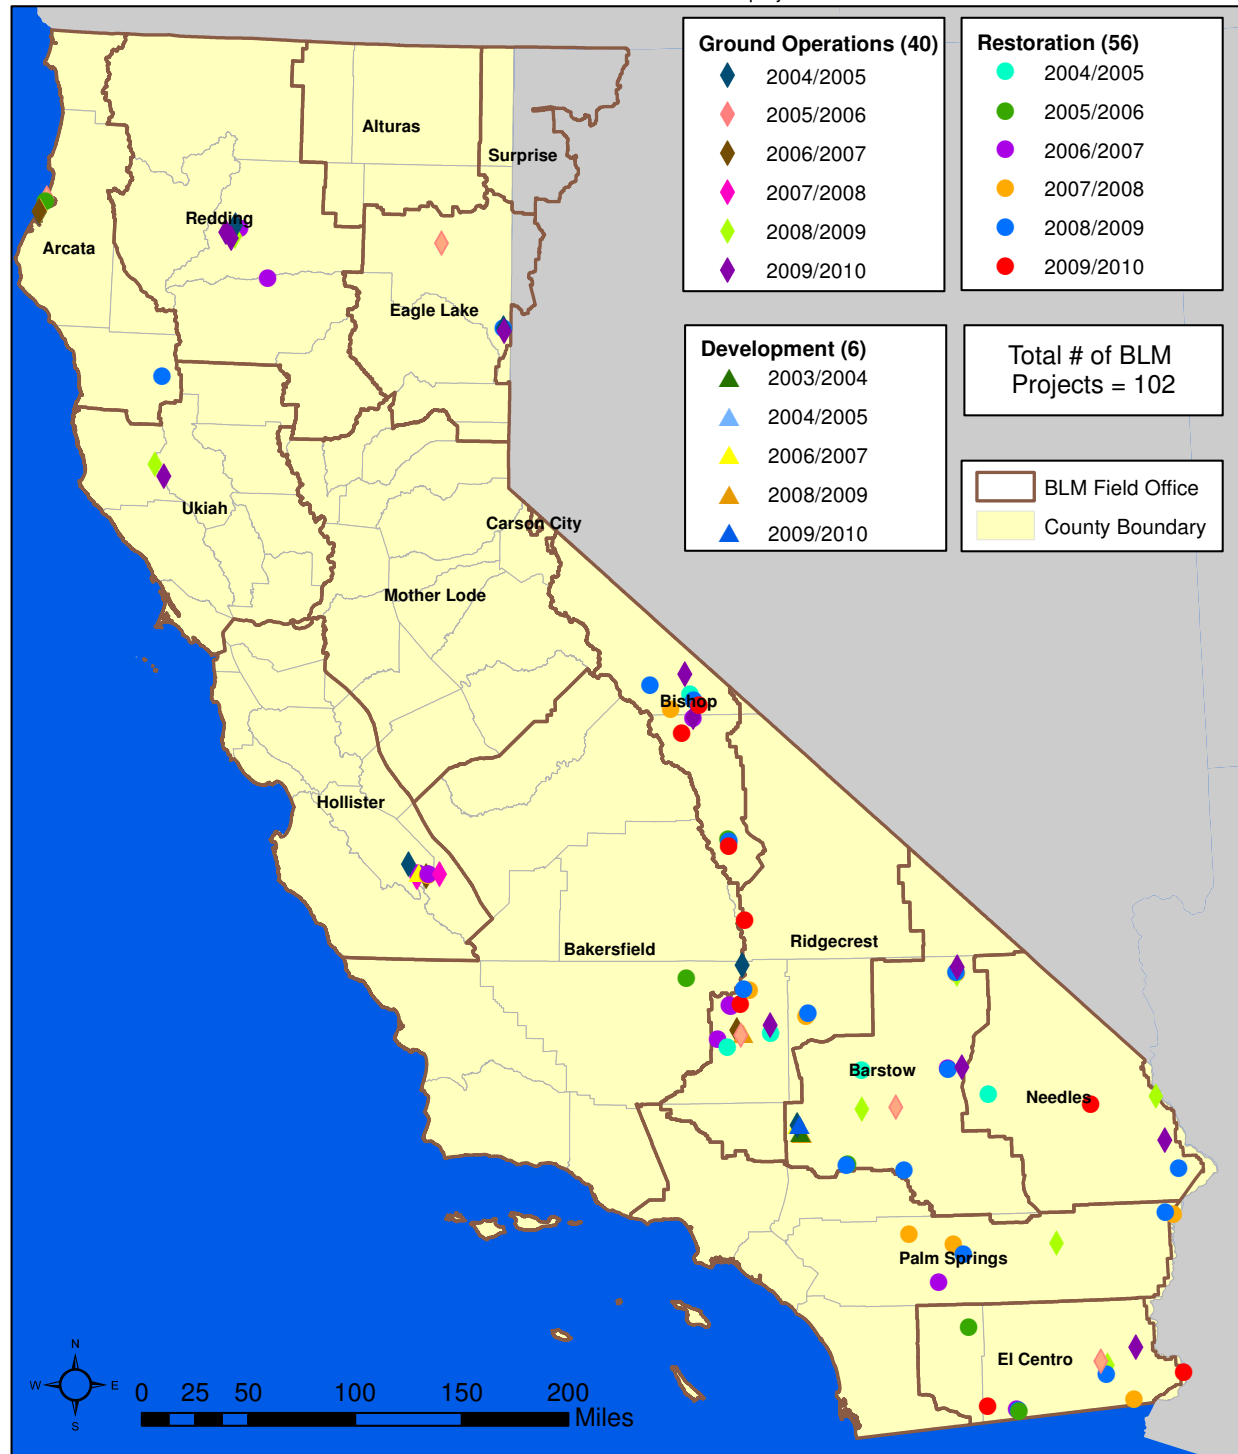 Ground Operations (40)
2004/2005
2005/2006
2006/2007
2007/2008
2008/2009
2009/2010
Restoration (56)
2004/2005
2005/2006
2006/2007
2007/2008
2008/2009
2009/2010
Development (6)
2003/2004
2004/2005
2006/2007
2008/2009
2009/2010
Total # of BLM
Projects = 102
BLM Field Office
County Boundary
Alturas
Surprise
Redding
Arcata
Eagle Lake
Ukiah
Carson City
Mother Lode
Bishop
Hollister
Bakersfield
Ridgecrest
Barstow
Needles
Palm Springs
El Centro
N
W
E
S
0 25 50 100 150 200
Miles